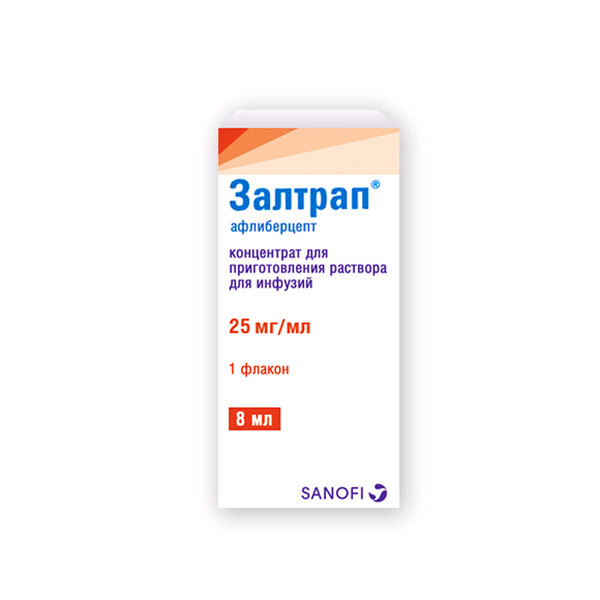 Залтрап®
афлиберцепт
концентрат для
приготовления раствора
для инфузий
25 мг/мл
1 флакон
8 мл
SANOFI